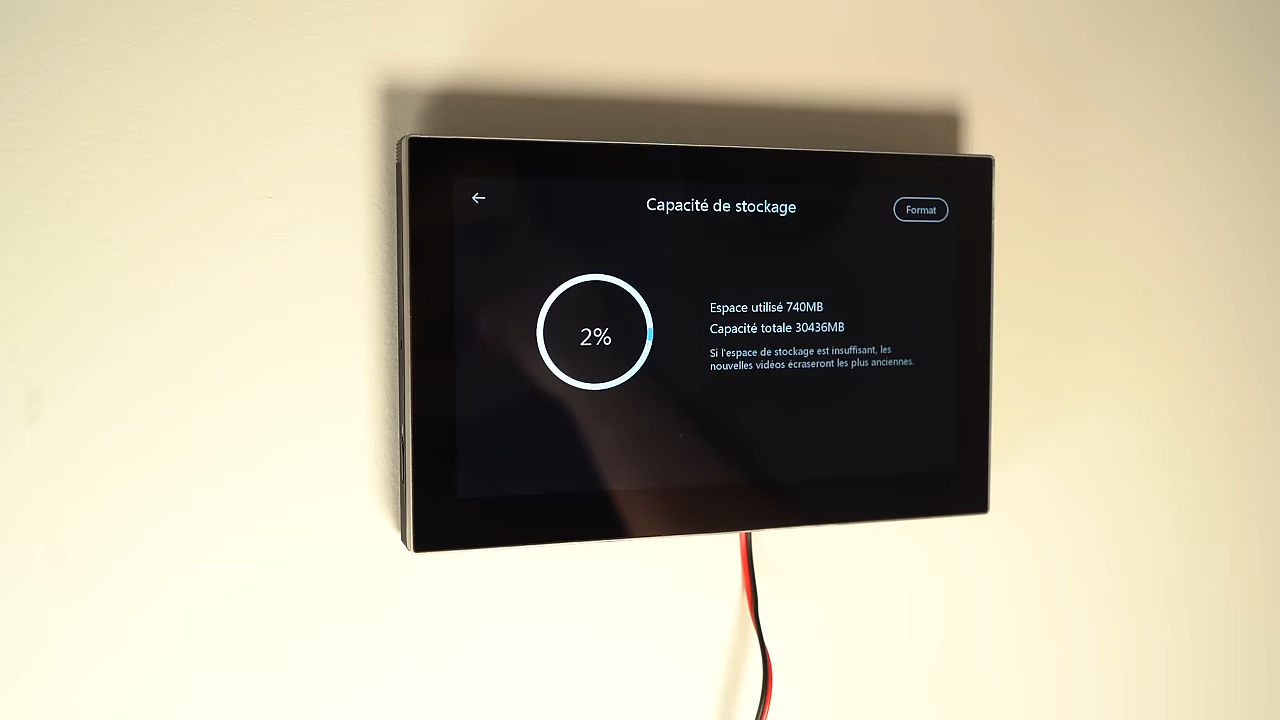 Capacité de stockage
Format
2%
Espace utilisé 740MB
Capacité totale 30436MB
Si l'espace de stockage est insuffisant, les
nouvelles vidéos écraseront les plus anciennes.